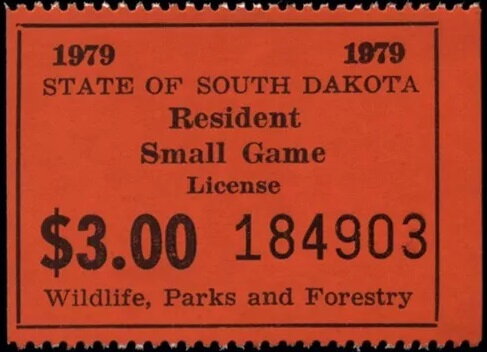 1979 1979
STATE OF SOUTH DAKOTA
Resident
Small Game
License
$3.00 184903
Wildlife, Parks and Forestry